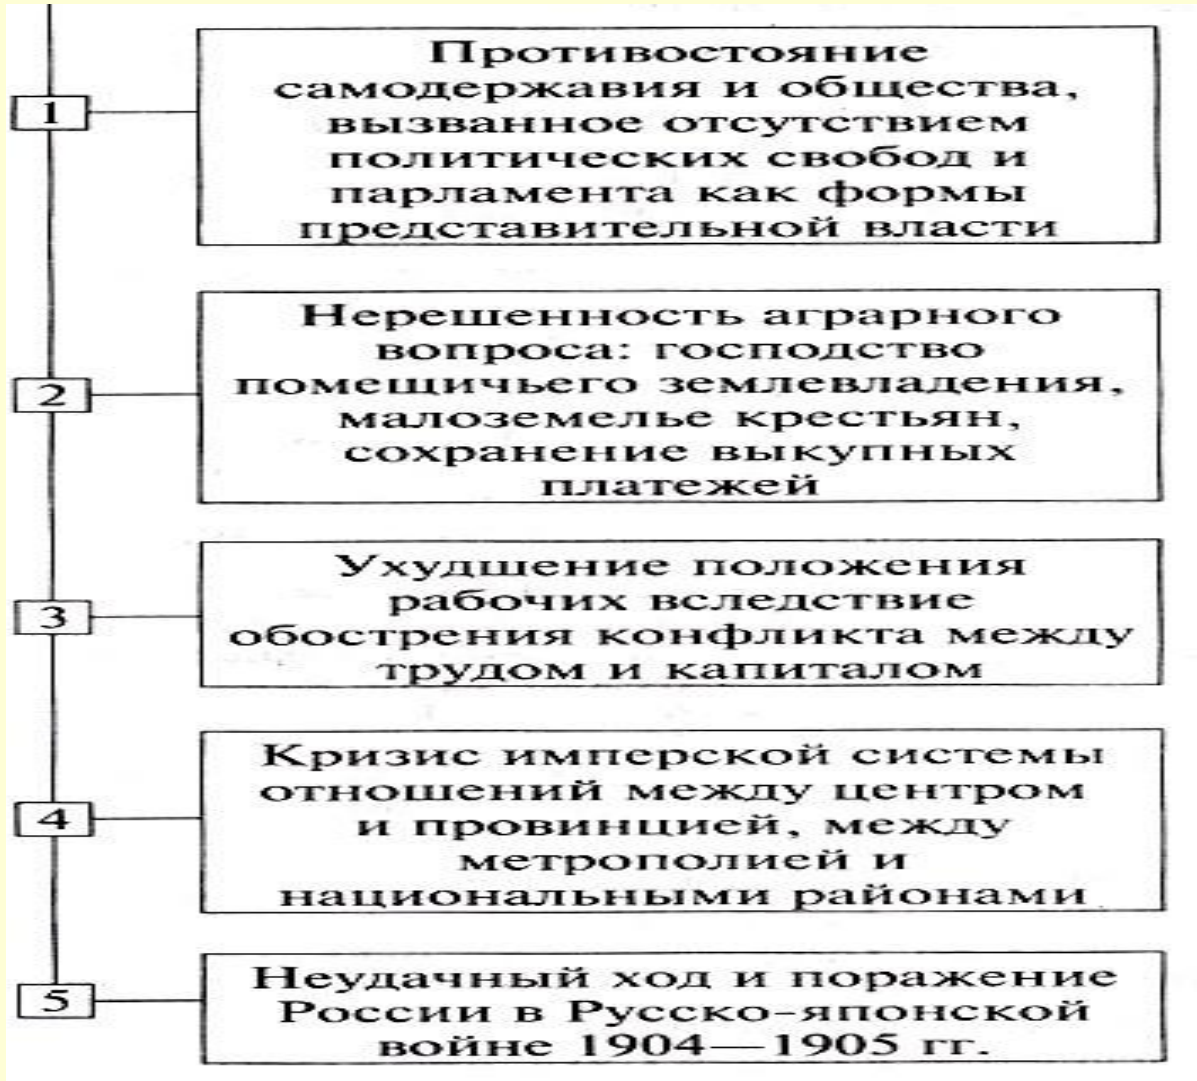 1
Противостояние
самодержавия и общества,
вызванное отсутствием
политических свобод и
парламента как формы
представительной власти
2
Нерешенность аграрного
вопроса: господство
помещичьего землевладения,
малоземелье крестьян,
сохранение выкупных
платежей
3
Ухудшение положения
рабочих вследствие
обострения конфликта между
трудом и капиталом
4
Кризис имперской системы
отношений между центром
и провинцией, между
метрополией и
национальными районами
5
Неудачный ход и поражение
России в Русско-японской
войне 1904—1905 гг.